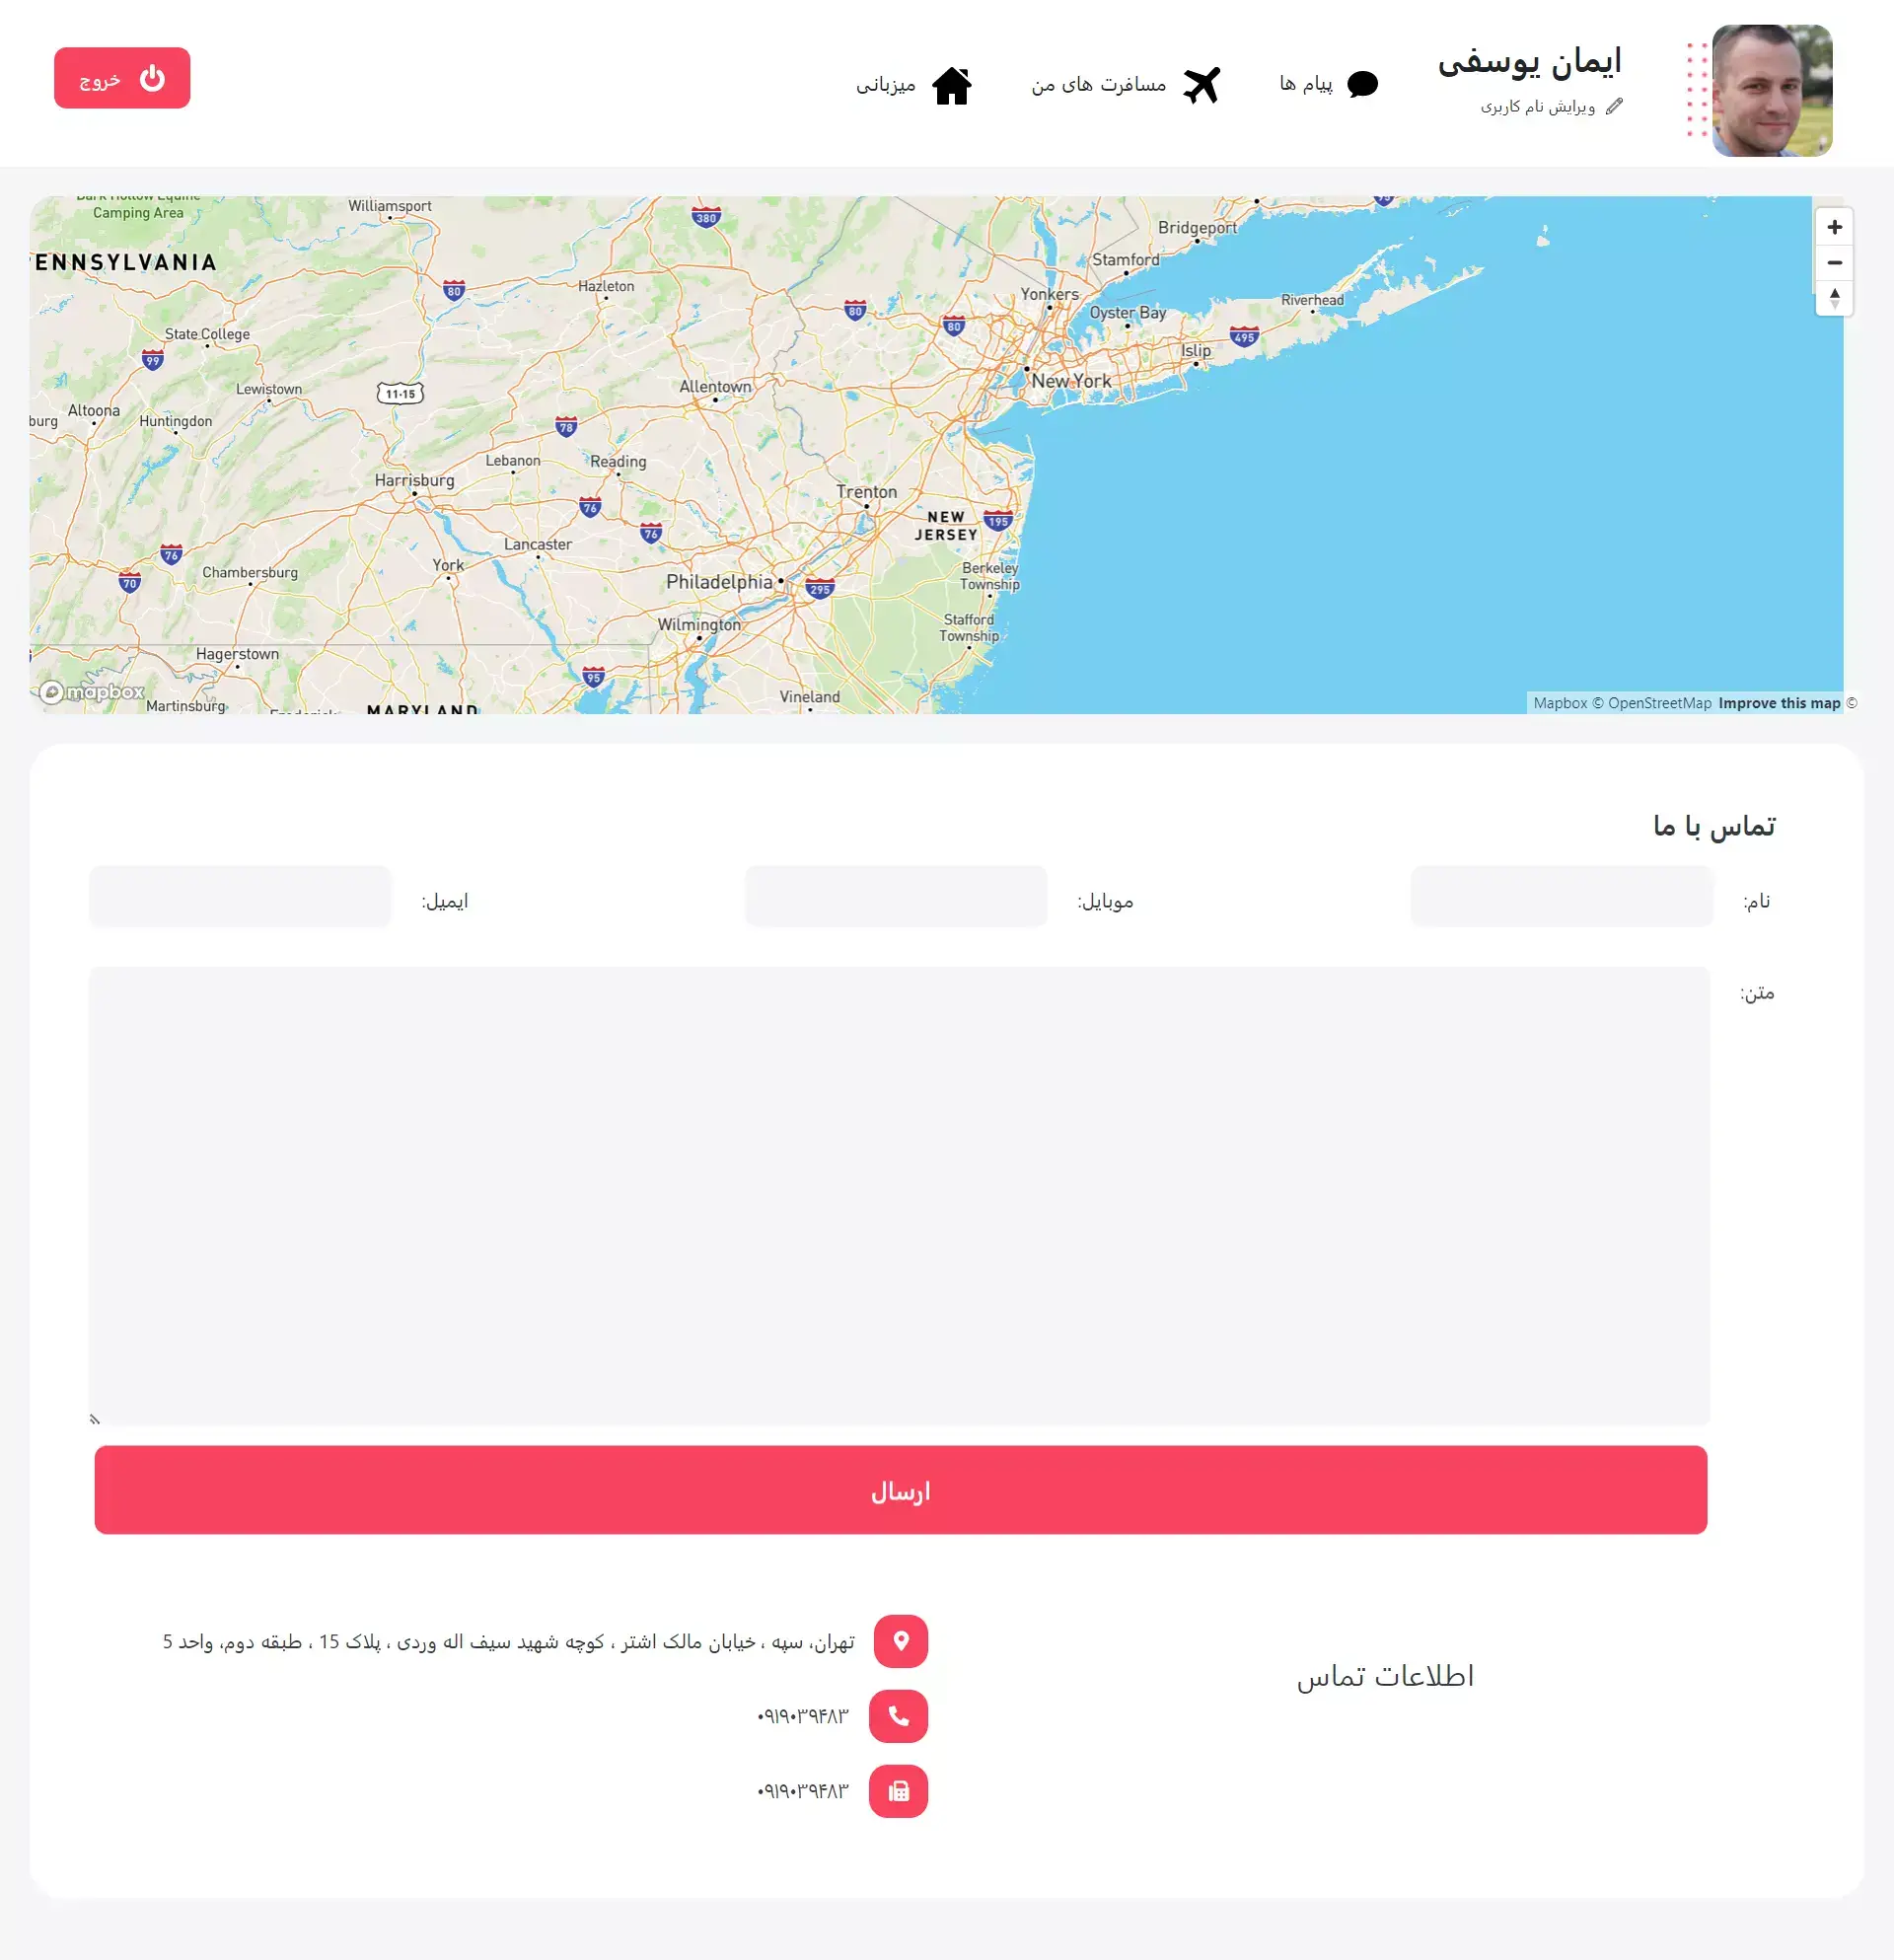 ایمان یوسفی
ویرایش نام کاربری
پیام ها
مسافرت های من
میزبانی
خروج
Camping Area
Williamsport
380
95
Bridgeport
ENNSYLVANIA
Stamford
80
Hazleton
Yonkers
Riverhead
80
80
Oyster Bay
State College
495
99
Islip
Lewistown
11-15
Allentown
New York
Altoona
burg
Huntingdon
78
Lebanon
Reading
Harrisburg
Trenton
76
NEW
JERSEY
195
76
Lancaster
76
York
Chambersburg
70
Philadelphia
295
Berkeley
Township
Wilmington
Stafford
Township
Hagerstown
95
mapbox
Martinsburg
MARYLAND
Vineland
Mapbox © OpenStreetMap Improve this map ©
تماس با ما
نام:
موبایل:
ایمیل:
متن:
ارسال
اطلاعات تماس
تهران، سپه ، خیابان مالک اشتر ، کوچه شهید سیف اله وردی ، پلاک 15 ، طبقه دوم، واحد 5
۰۹۱۹۰۳۹۴۸۳
۰۹۱۹۰۳۹۴۸۳